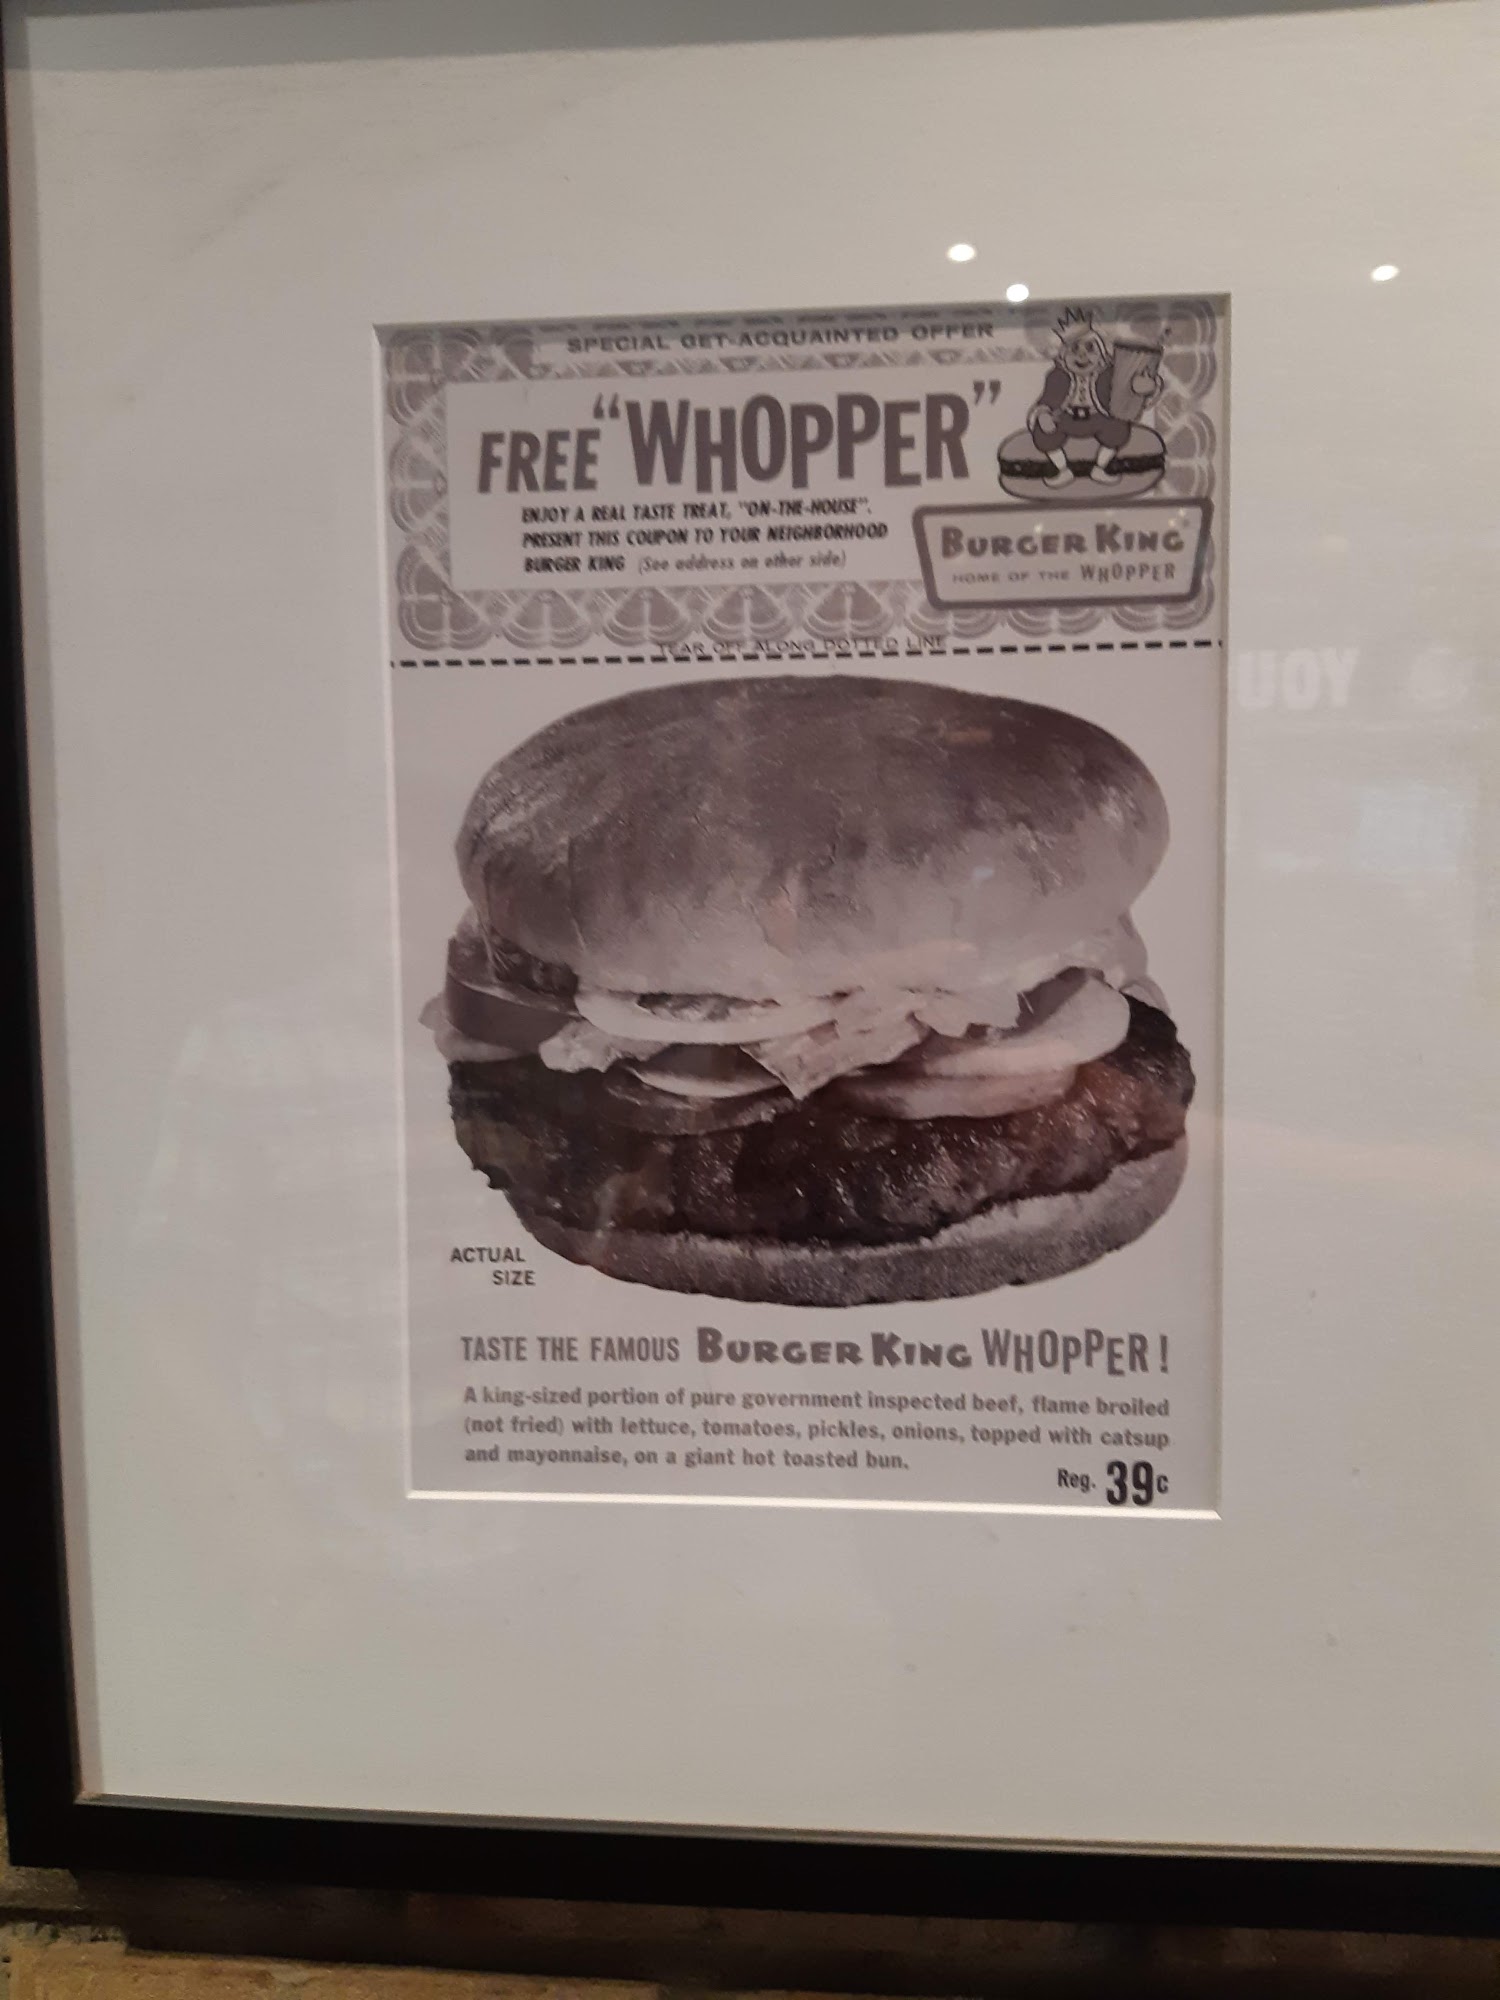 SPECIAL GET-ACQUAINTED OFFER
FREE "WHOPPER"
ENJOY A REAL TASTE TREAT, "ON-THE-HOUSE".
PRESENT THIS COUPON TO YOUR NEIGHBORHOOD
BURGER KING (See address on other side)
BURGER KING®
HOME OF THE WHOPPER
TEAR OFF ALONG DOTTED LINE
ACTUAL
SIZE
TASTE THE FAMOUS BURGER KING WHOPPER!
A king-sized portion of pure government inspected beef, flame broiled
(not fried) with lettuce, tomatoes, pickles, onions, topped with catsup
and mayonnaise, on a giant hot toasted bun.
Reg. 39c